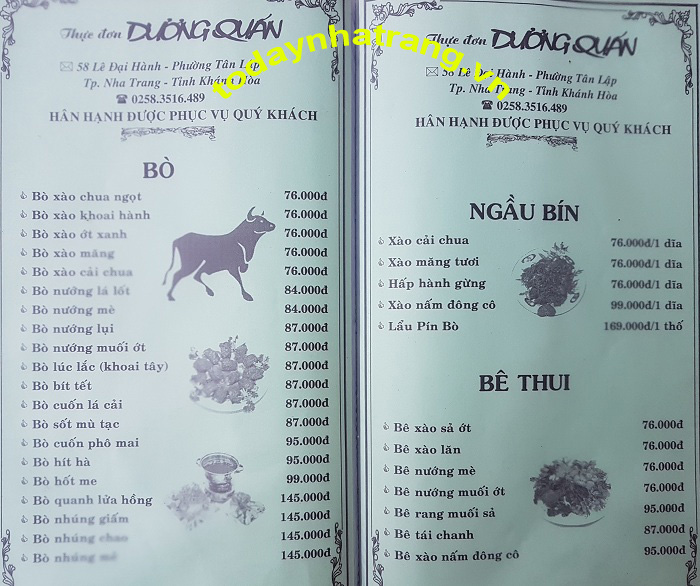 Thực đơn DƯỜNG QUÁN
58 Lê Đại Hành - Phường Tân Lập
Tp. Nha Trang - Tỉnh Khánh Hòa
0258.3516.489
HÂN HẠNH ĐƯỢC PHỤC VỤ QUÝ KHÁCH
BÒ
Bò xào chua ngọt 76.000đ
Bò xào khoai hành 76.000đ
Bò xào ớt xanh 76.000đ
Bò xào măng 76.000đ
Bò xào cải chua 76.000đ
Bò nướng lá lốt 84.000đ
Bò nướng mè 84.000đ
Bò nướng lụi 87.000đ
Bò nướng muối ớt 87.000đ
Bò lúc lắc (khoai tây) 87.000đ
Bò bít tết 87.000đ
Bò cuốn lá cải 87.000đ
Bò sốt mù tạc 87.000đ
Bò cuốn phô mai 95.000đ
Bò hít hà 95.000đ
Bò hốt me 99.000đ
Bò quanh lửa hồng 145.000đ
Bò nhúng giấm 145.000đ
Bò nhúng chao 145.000đ
Bò nhúng mẻ 145.000đ
Thực đơn DƯỜNG QUÁN
58 Lê Đại Hành - Phường Tân Lập
Tp. Nha Trang - Tỉnh Khánh Hòa
0258.3516.489
HÂN HẠNH ĐƯỢC PHỤC VỤ QUÝ KHÁCH
NGẦU BÍN
Xào cải chua 76.000đ/1 dĩa
Xào măng tươi 76.000đ/1 dĩa
Hấp hành gừng 76.000đ/1 dĩa
Xào nấm đông cô 99.000đ/1 dĩa
Lẩu Pín Bò 169.000đ/1 thố
BÊ THUI
Bê xào sả ớt 76.000đ
Bê xào lăn 76.000đ
Bê nướng mè 76.000đ
Bê nướng muối ớt 76.000đ
Bê rang muối sả 95.000đ
Bê tái chanh 87.000đ
Bê xào nấm đông cô 95.000đ
todaynhatrang.vn